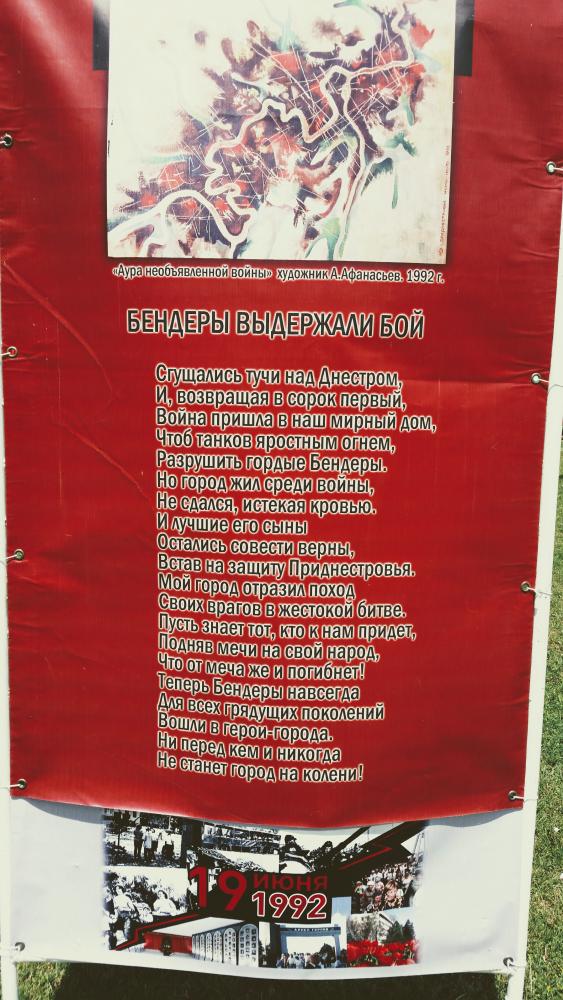 «Аура необъявленной войны» художник А.Афанасьев. 1992 г.
БЕНДЕРЫ ВЫДЕРЖАЛИ БОЙ
Сгущались тучи над Днестром,
И, возвращая в сорок первый,
Война пришла в наш мирный дом,
Чтоб танков яростным огнем,
Разрушить гордые Бендеры.
Но город жил среди войны,
Не сдался, истекая кровью.
И лучшие его сыны
Остались совести верны,
Встав на защиту Приднестровья.
Мой город отразил поход
Своих врагов в жестокой битве.
Пусть знает тот, кто к нам придет,
Подняв мечи на свой народ,
Что от меча же и погибнет!
Теперь Бендеры навсегда
Для всех грядущих поколений
Вошли в герои-города.
Ни перед кем и никогда
Не станет город на колени!
19 ИЮНЯ
1992